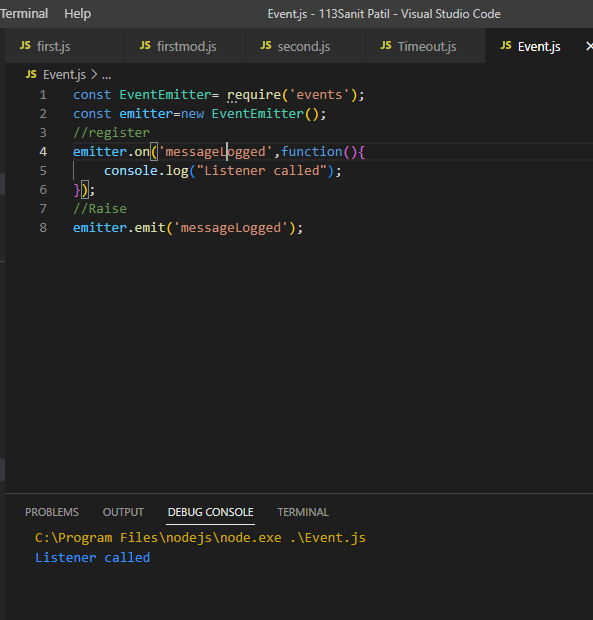 Terminal Help Event.js - 113Sanit Patil - Visual Studio Code
JS first.js JS firstmod.js JS second.js JS Timeout.js JS Event.js ×
JS Event.js > ...
1 const EventEmitter= require('events');
2 const emitter=new EventEmitter();
3 //register
4 emitter.on('messageLogged',function(){
5 console.log("Listener called");
6 });
7 //Raise
8 emitter.emit('messageLogged');
PROBLEMS OUTPUT DEBUG CONSOLE TERMINAL
C:\Program Files\nodejs\node.exe .\Event.js
Listener called